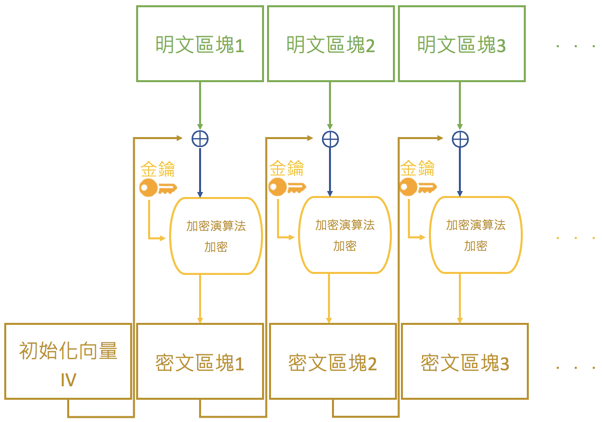 明文區塊1
明文區塊2
明文區塊3
. . .
金鑰
金鑰
金鑰
加密演算法
加密
加密演算法
加密
加密演算法
加密
. . .
初始化向量
IV
密文區塊1
密文區塊2
密文區塊3
. . .